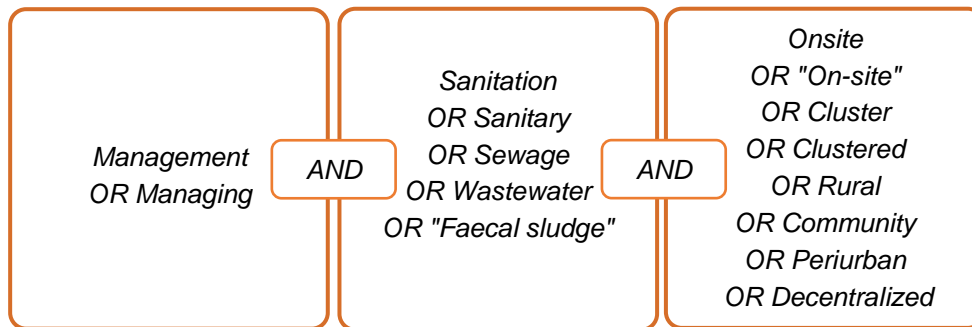 Management
OR Managing
AND
Sanitation
OR Sanitary
OR Sewage
OR Wastewater
OR "Faecal sludge"
AND
Onsite
OR "On-site"
OR Cluster
OR Clustered
OR Rural
OR Community
OR Periurban
OR Decentralized